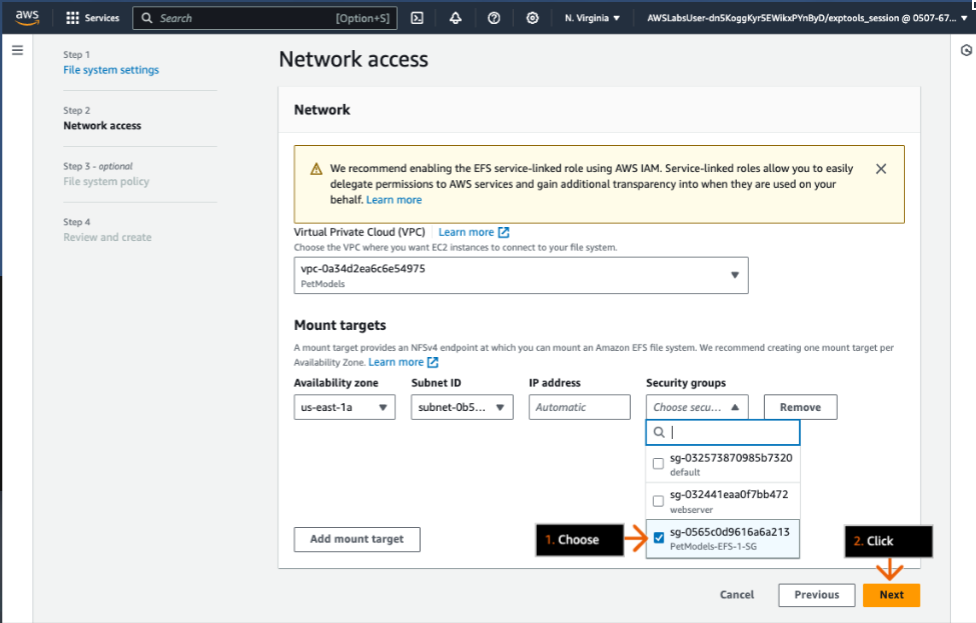 aws
Services
Search [Option+S]
N. Virginia
AWSLabsUser-dnSKoggKyrSEWikxPYnByD/exptools_session @ 0507-67...
Step 1
File system settings
Step 2
Network access
Step 3 - optional
File system policy
Step 4
Review and create
Network access
Network
We recommend enabling the EFS service-linked role using AWS IAM. Service-linked roles allow you to easily
delegate permissions to AWS services and gain additional transparency into when they are used on your
behalf. Learn more
Virtual Private Cloud (VPC) Learn more
Choose the VPC where you want EC2 instances to connect to your file system.
vpc-0a34d2ea6c6e54975
PetModels
Mount targets
A mount target provides an NFSv4 endpoint at which you can mount an Amazon EFS file system. We recommend creating one mount target per
Availability Zone. Learn more
Availability zone Subnet ID IP address Security groups
us-east-1a subnet-0b5... Automatic Choose secu... Remove
sg-032573870985b7320
default
sg-032441eaa0f7bb472
webserver
sg-0565c0d9616a6a213
PetModels-EFS-1-SG
Add mount target
1. Choose
2. Click
Cancel Previous Next